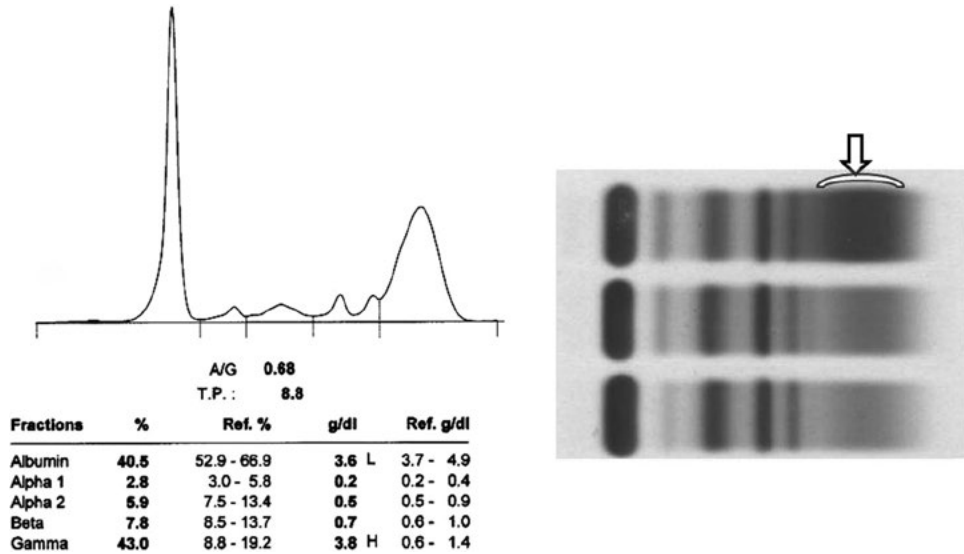 A/G 0.68
T.P. : 8.8
Fractions % Ref. % g/dl Ref. g/dl
Albumin 40.5 52.9 - 66.9 3.6 L 3.7 - 4.9
Alpha 1 2.8 3.0 - 5.8 0.2 0.2 - 0.4
Alpha 2 5.9 7.5 - 13.4 0.5 0.5 - 0.9
Beta 7.8 8.5 - 13.7 0.7 0.6 - 1.0
Gamma 43.0 8.8 - 19.2 3.8 H 0.6 - 1.4